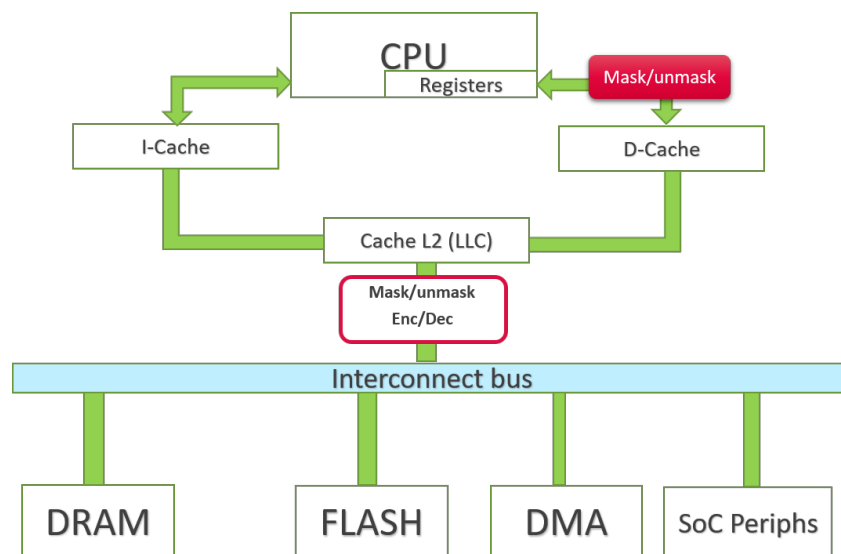 CPU
Registers
Mask/unmask
I-Cache
D-Cache
Cache L2 (LLC)
Mask/unmask
Enc/Dec
Interconnect bus
DRAM
FLASH
DMA
SoC Periphs